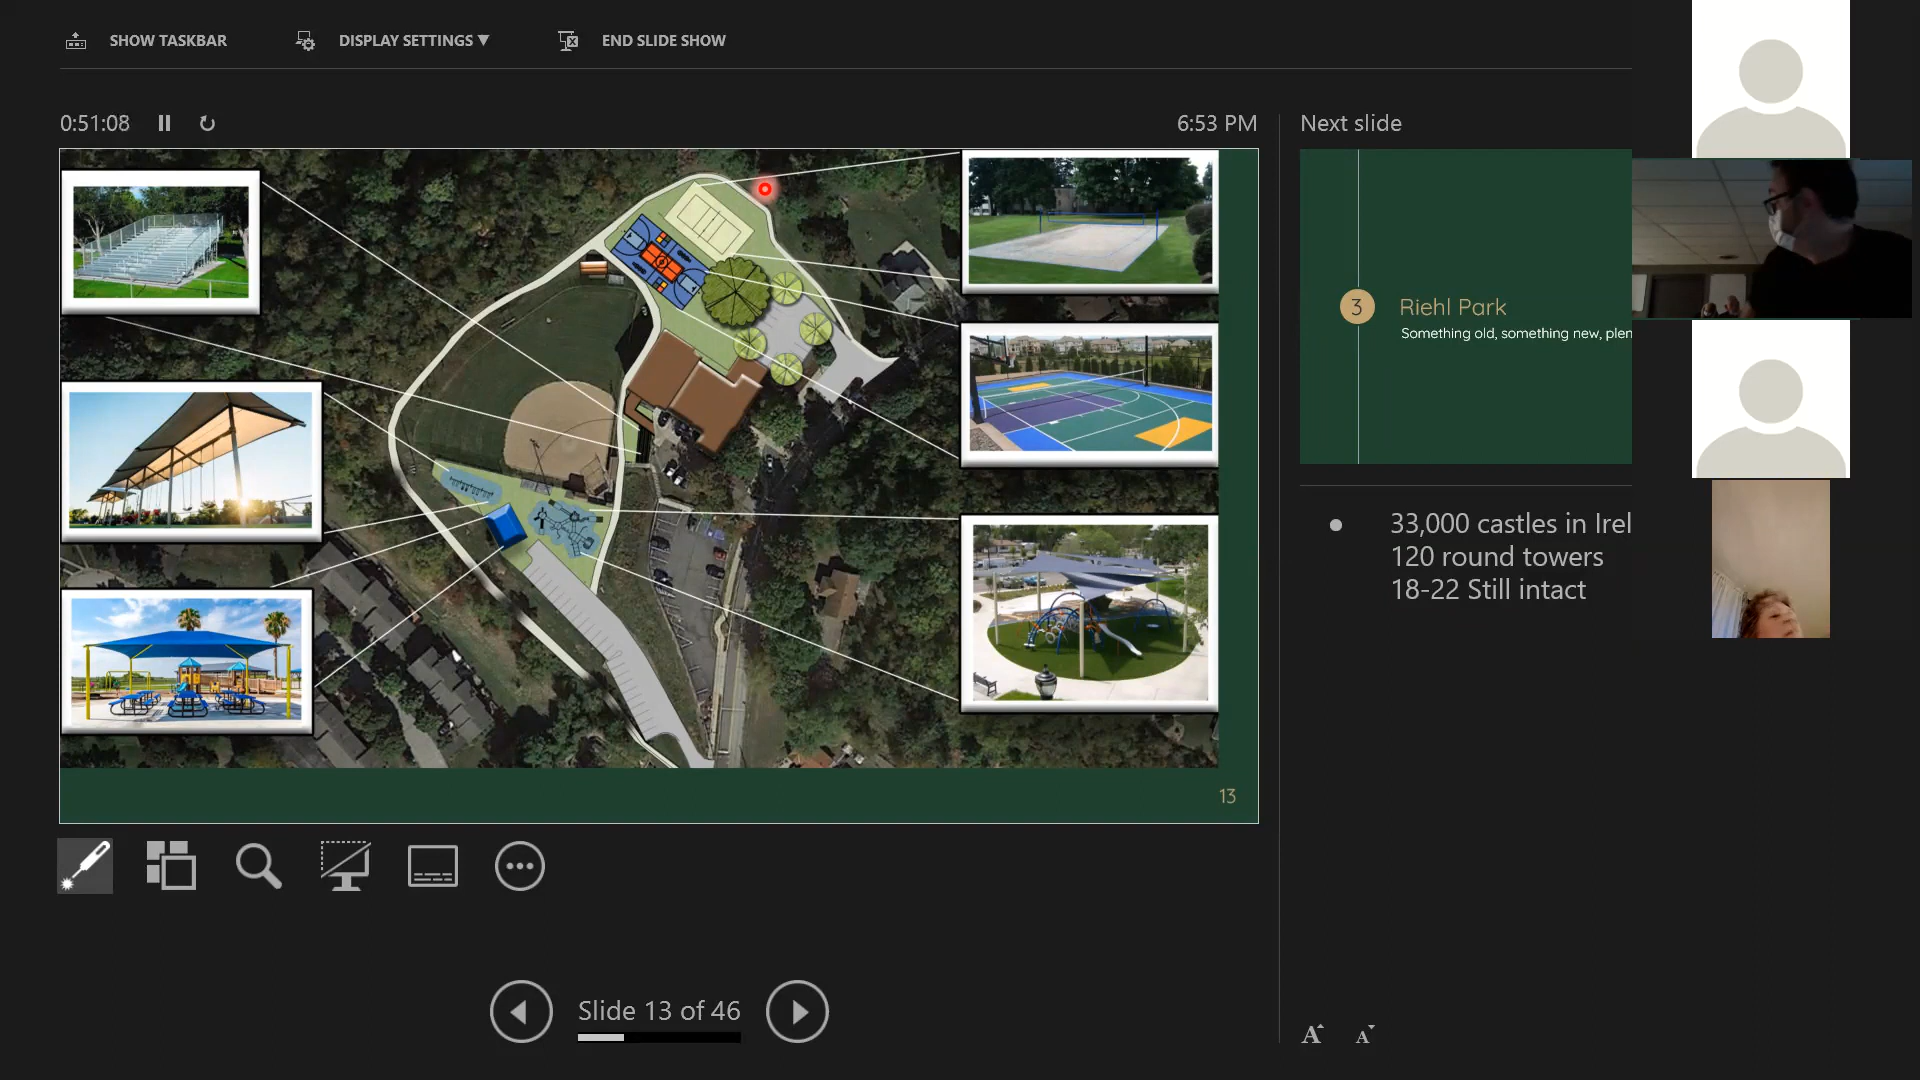 SHOW TASKBAR
DISPLAY SETTINGS ▼
END SLIDE SHOW
0:51:08
6:53 PM
Next slide
3
Riehl Park
Something old, something new, plen
13
• 33,000 castles in Irel
120 round towers
18-22 Still intact
Slide 13 of 46
A A